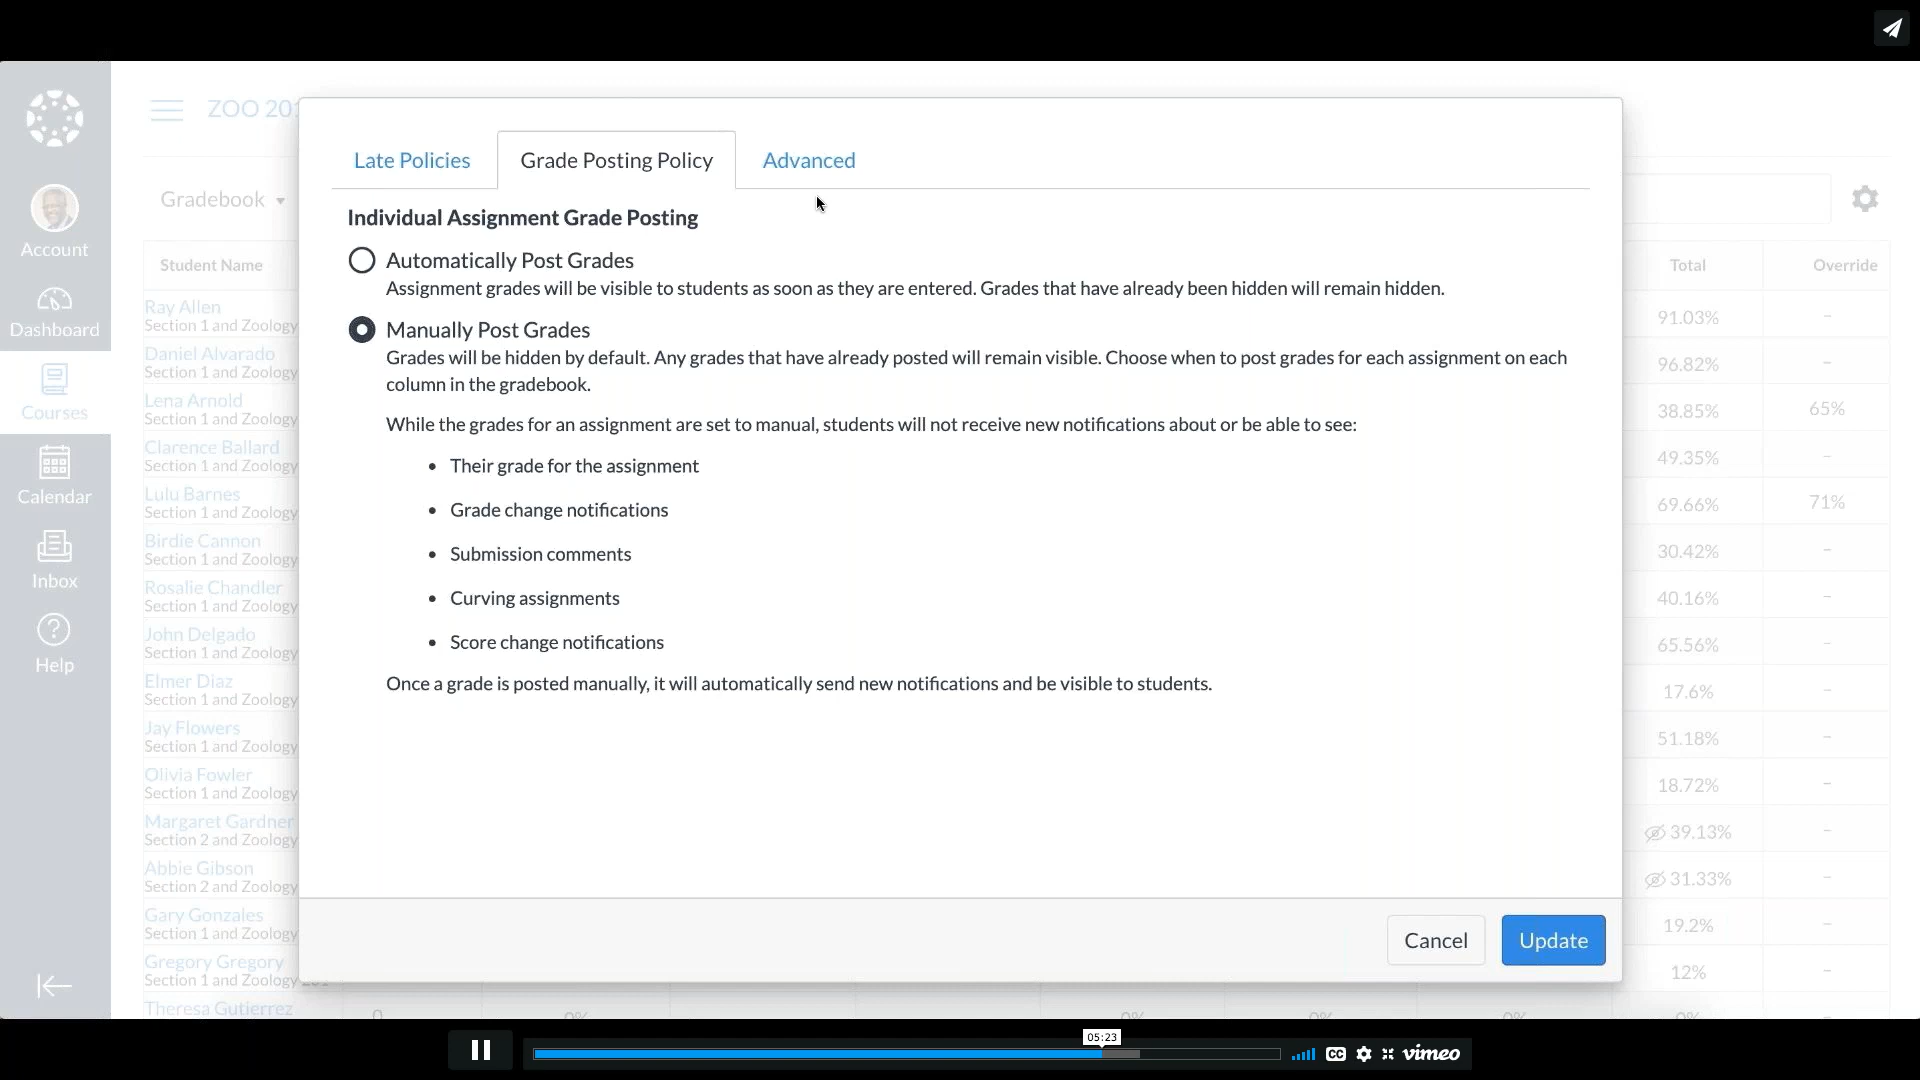 ZOO 201
Late Policies
Grade Posting Policy
Advanced
Individual Assignment Grade Posting
Automatically Post Grades
Assignment grades will be visible to students as soon as they are entered. Grades that have already been hidden will remain hidden.
Manually Post Grades
Grades will be hidden by default. Any grades that have already posted will remain visible. Choose when to post grades for each assignment on each
column in the gradebook.
While the grades for an assignment are set to manual, students will not receive new notifications about or be able to see:
• Their grade for the assignment
• Grade change notifications
• Submission comments
• Curving assignments
• Score change notifications
Once a grade is posted manually, it will automatically send new notifications and be visible to students.
Cancel
Update
Account
Dashboard
Courses
Calendar
Inbox
Help
Gradebook
Student Name
Total
Override
Ray Allen
Section 1 and Zoology
91.03% –
Daniel Alvarado
Section 1 and Zoology
96.82% –
Lena Arnold
Section 1 and Zoology
38.85% 65%
Clarence Ballard
Section 1 and Zoology
49.35% –
Lulu Barnes
Section 1 and Zoology
69.66% 71%
Birdie Cannon
Section 1 and Zoology
30.42% –
Rosalie Chandler
Section 1 and Zoology
40.16% –
John Delgado
Section 1 and Zoology
65.56% –
Elmer Diaz
Section 1 and Zoology
17.6% –
Jay Flowers
Section 1 and Zoology
51.18% –
Olivia Fowler
Section 1 and Zoology
18.72% –
Margaret Gardner
Section 2 and Zoology
39.13% –
Abbie Gibson
Section 2 and Zoology
31.33% –
Gary Gonzales
Section 1 and Zoology
19.2% –
Gregory Gregory
Section 1 and Zoology 201
12% –
Theresa Gutierrez
05:23
CC
vimeo